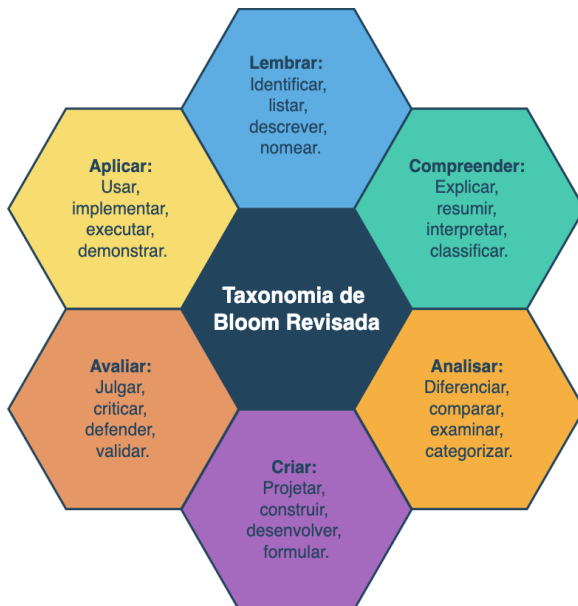 Lembrar:
Identificar,
listar,
descrever,
nomear.
Aplicar:
Usar,
implementar,
executar,
demonstrar.
Compreender:
Explicar,
resumir,
interpretar,
classificar.
Taxonomia de
Bloom Revisada
Avaliar:
Julgar,
criticar,
defender,
validar.
Analisar:
Diferenciar,
comparar,
examinar,
categorizar.
Criar:
Projetar,
construir,
desenvolver,
formular.